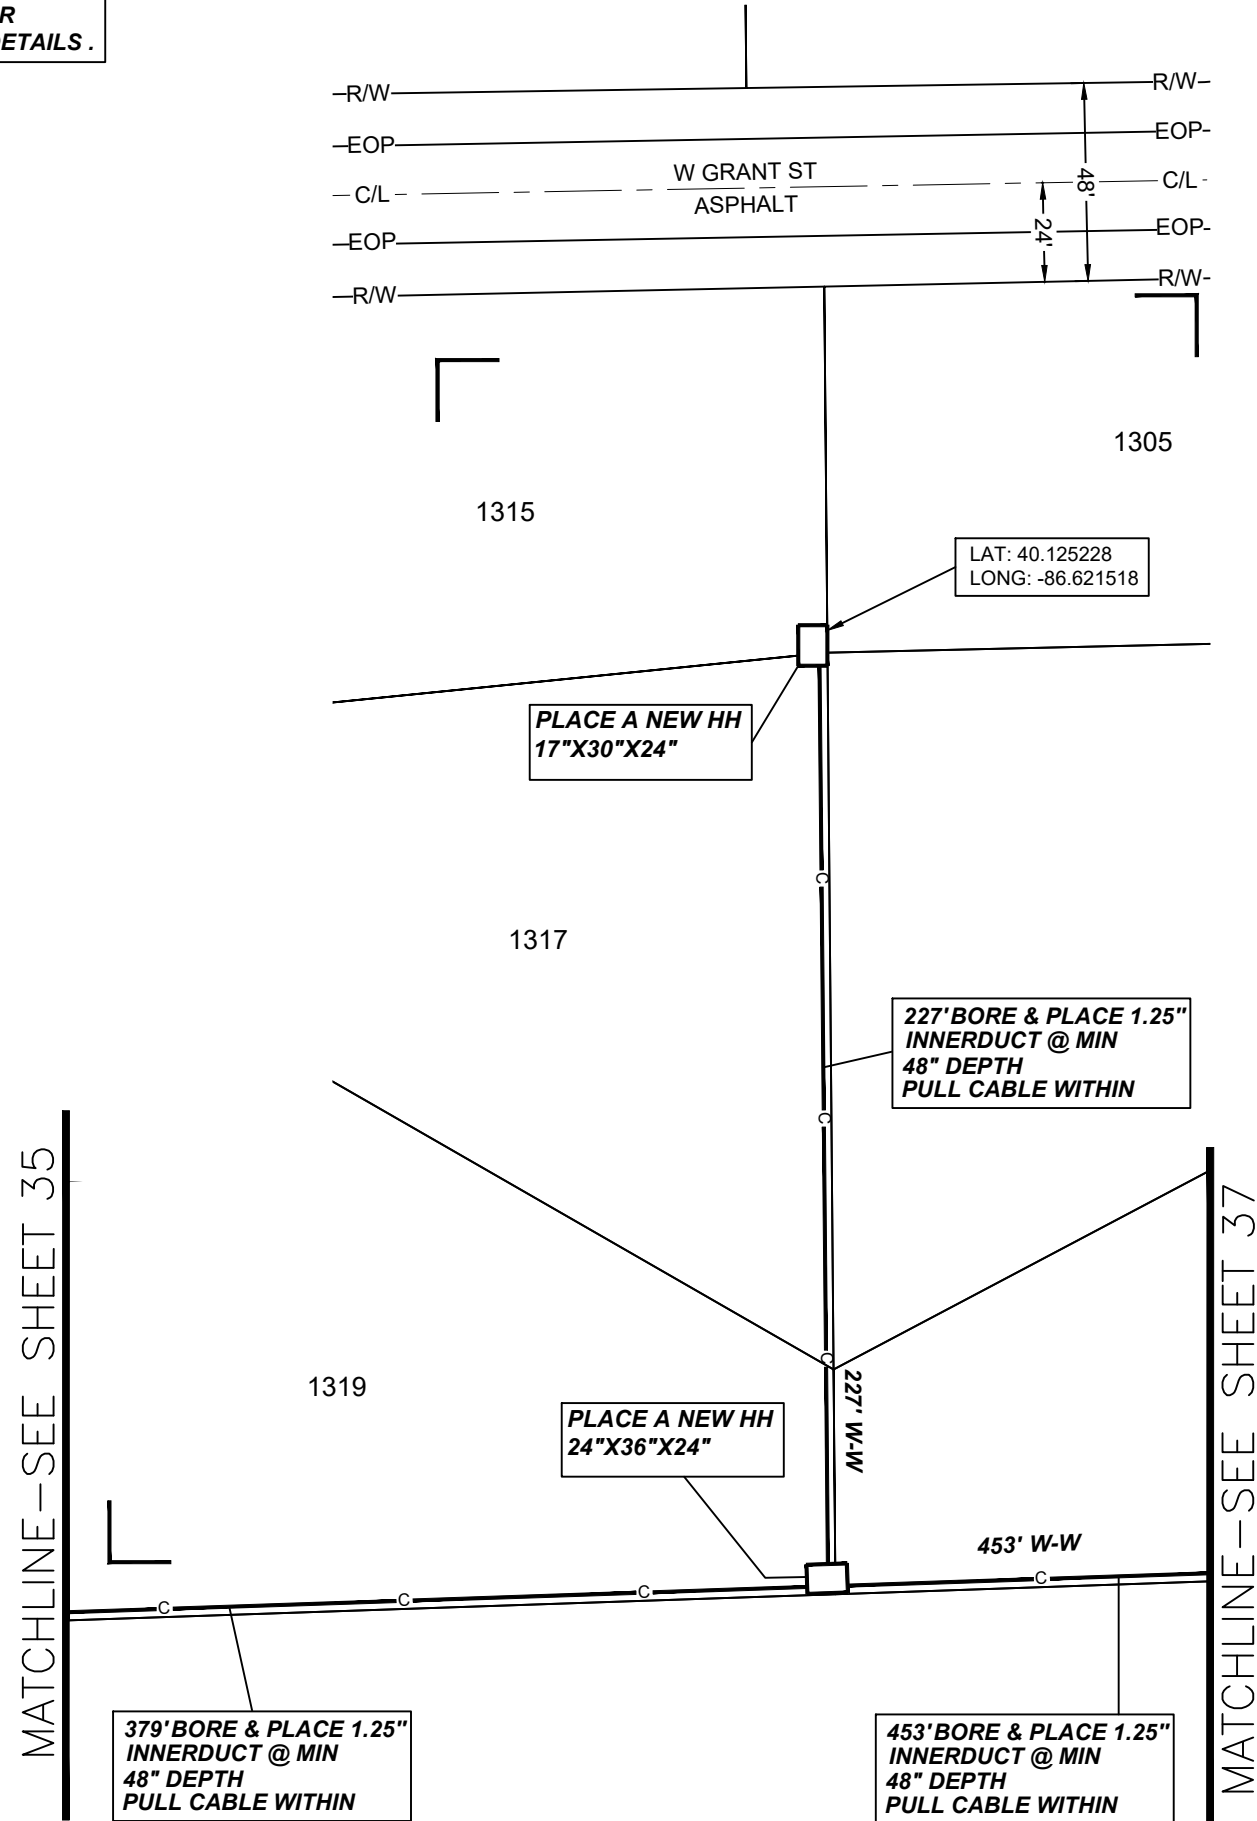 R
DETAILS .
R/W
R/W
EOP
EOP
W GRANT ST
C/L
C/L
ASPHALT
48'
24'
EOP
EOP
R/W
R/W
1305
1315
LAT: 40.125228
LONG: -86.621518
PLACE A NEW HH
17"X30"X24"
C
1317
227' BORE & PLACE 1.25"
INNERDUCT @ MIN
48" DEPTH
PULL CABLE WITHIN
C
MATCHLINE-SEE SHEET 35
MATCHLINE-SEE SHEET 37
C
1319
227' W-W
PLACE A NEW HH
24"X36"X24"
453' W-W
C
C
C
C
379' BORE & PLACE 1.25"
INNERDUCT @ MIN
48" DEPTH
PULL CABLE WITHIN
453' BORE & PLACE 1.25"
INNERDUCT @ MIN
48" DEPTH
PULL CABLE WITHIN